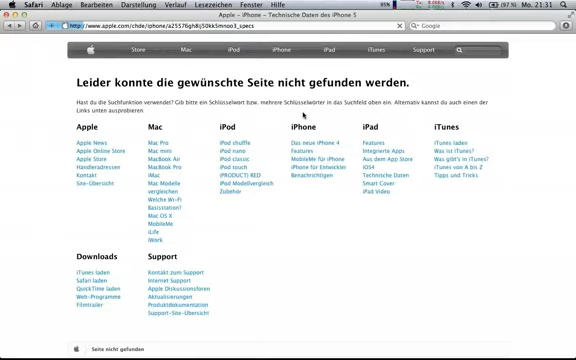 Safari Ablage Bearbeiten Darstellung Verlauf Lesezeichen Fenster Hilfe (97 %) Mo. 21:31
Apple – iPhone – Technische Daten des iPhone 5
Google
Store Mac iPod iPhone iPad iTunes Support
Leider konnte die gewünschte Seite nicht gefunden werden.
Hast du die Suchfunktion verwendet? Gib bitte ein Schlüsselwort bzw. mehrere Schlüsselwörter in das Suchfeld oben ein. Alternativ kannst du auch einen der
Links unten ausprobieren.
Apple
Apple News
Apple Online Store
Apple Store
Händleradressen
Kontakt
Site-Übersicht
Mac
Mac Pro
Mac mini
MacBook Air
MacBook Pro
iMac
Mac Modelle
vergleichen
Welche Wi-Fi
Basisstation?
Mac OS X
MobileMe
iLife
iWork
iPod
iPod shuffle
iPod nano
iPod classic
iPod touch
(PRODUCT) RED
iPod Modellvergleich
Zubehör
iPhone
Das neue iPhone 4
Features
MobileMe für iPhone
iPhone für Entwickler
Benachrichtigen
iPad
Features
Integrierte Apps
Aus dem App Store
iOS4
Technische Daten
Smart Cover
iPad Video
iTunes
iTunes laden
Was ist iTunes?
Was gibt's in iTunes?
iTunes von A bis Z
Tipps und Tricks
Downloads
iTunes laden
Safari laden
QuickTime laden
Web-Programme
Filmtrailer
Support
Kontakt zum Support
Internet Support
Apple Diskussionsforen
Aktualisierungen
Produktdokumentation
Support-Site-Übersicht
Seite nicht gefunden